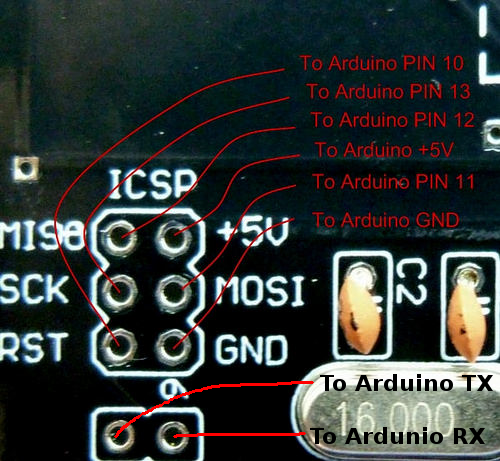 To Arduino PIN 10
To Arduino PIN 13
To Arduino PIN 12
To Arduino +5V
To Arduino PIN 11
To Arduino GND
ICSP
MISO
+5V
SCK
MOSI
RST
GND
C2
9
To Arduino TX
16.000
To Ardunio RX